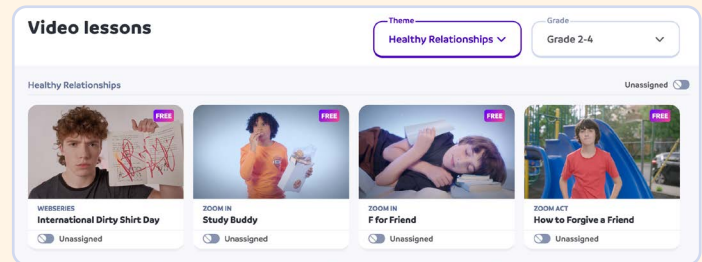 Video lessons
Theme
Healthy Relationships
Grade
Grade 2-4
Healthy Relationships
Unassigned
FREE
FREE
FREE
FREE
WEBSERIES
International Dirty Shirt Day
Unassigned
ZOOM IN
Study Buddy
Unassigned
ZOOM IN
F for Friend
Unassigned
ZOOM ACT
How to Forgive a Friend
Unassigned